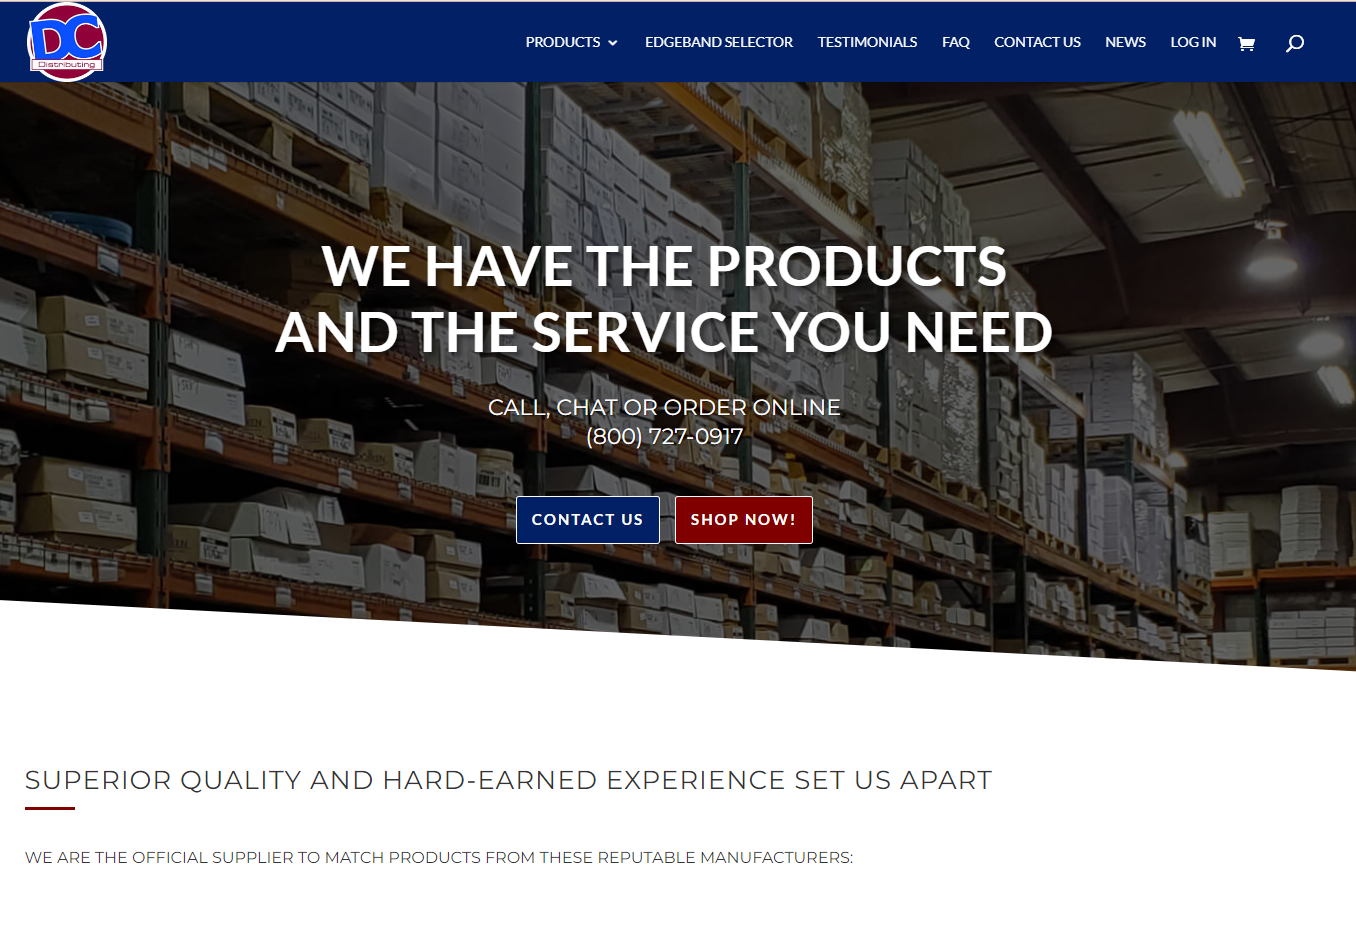 DC
Distributing
PRODUCTS
EDGEBAND SELECTOR
TESTIMONIALS
FAQ
CONTACT US
NEWS
LOG IN
WE HAVE THE PRODUCTS
AND THE SERVICE YOU NEED
CALL, CHAT OR ORDER ONLINE
(800) 727-0917
CONTACT US
SHOP NOW!
SUPERIOR QUALITY AND HARD-EARNED EXPERIENCE SET US APART
WE ARE THE OFFICIAL SUPPLIER TO MATCH PRODUCTS FROM THESE REPUTABLE MANUFACTURERS: